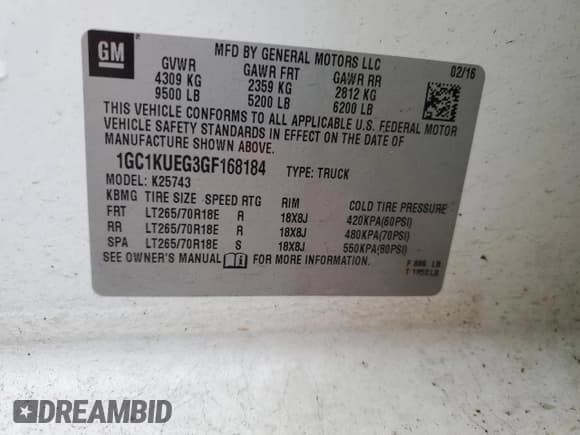 GM
MFD BY GENERAL MOTORS LLC
02/16
GVWR GAWR FRT GAWR RR
4309 KG 2359 KG 2812 KG
9500 LB 5200 LB 6200 LB
THIS VEHICLE CONFORMS TO ALL APPLICABLE U.S. FEDERAL MOTOR
VEHICLE SAFETY STANDARDS IN EFFECT ON THE DATE OF
MANUFACTURE SHOWN ABOVE.
1GC1KUEG3GF168184 TYPE: TRUCK
MODEL: K25743
KBMG TIRE SIZE SPEED RTG RIM COLD TIRE PRESSURE
FRT LT265/70R18E R 18X8J 420KPA(60PSI)
RR LT265/70R18E R 18X8J 480KPA(70PSI)
SPA LT265/70R18E S 18X8J 550KPA(80PSI)
SEE OWNER'S MANUAL FOR MORE INFORMATION.
DREAMBID